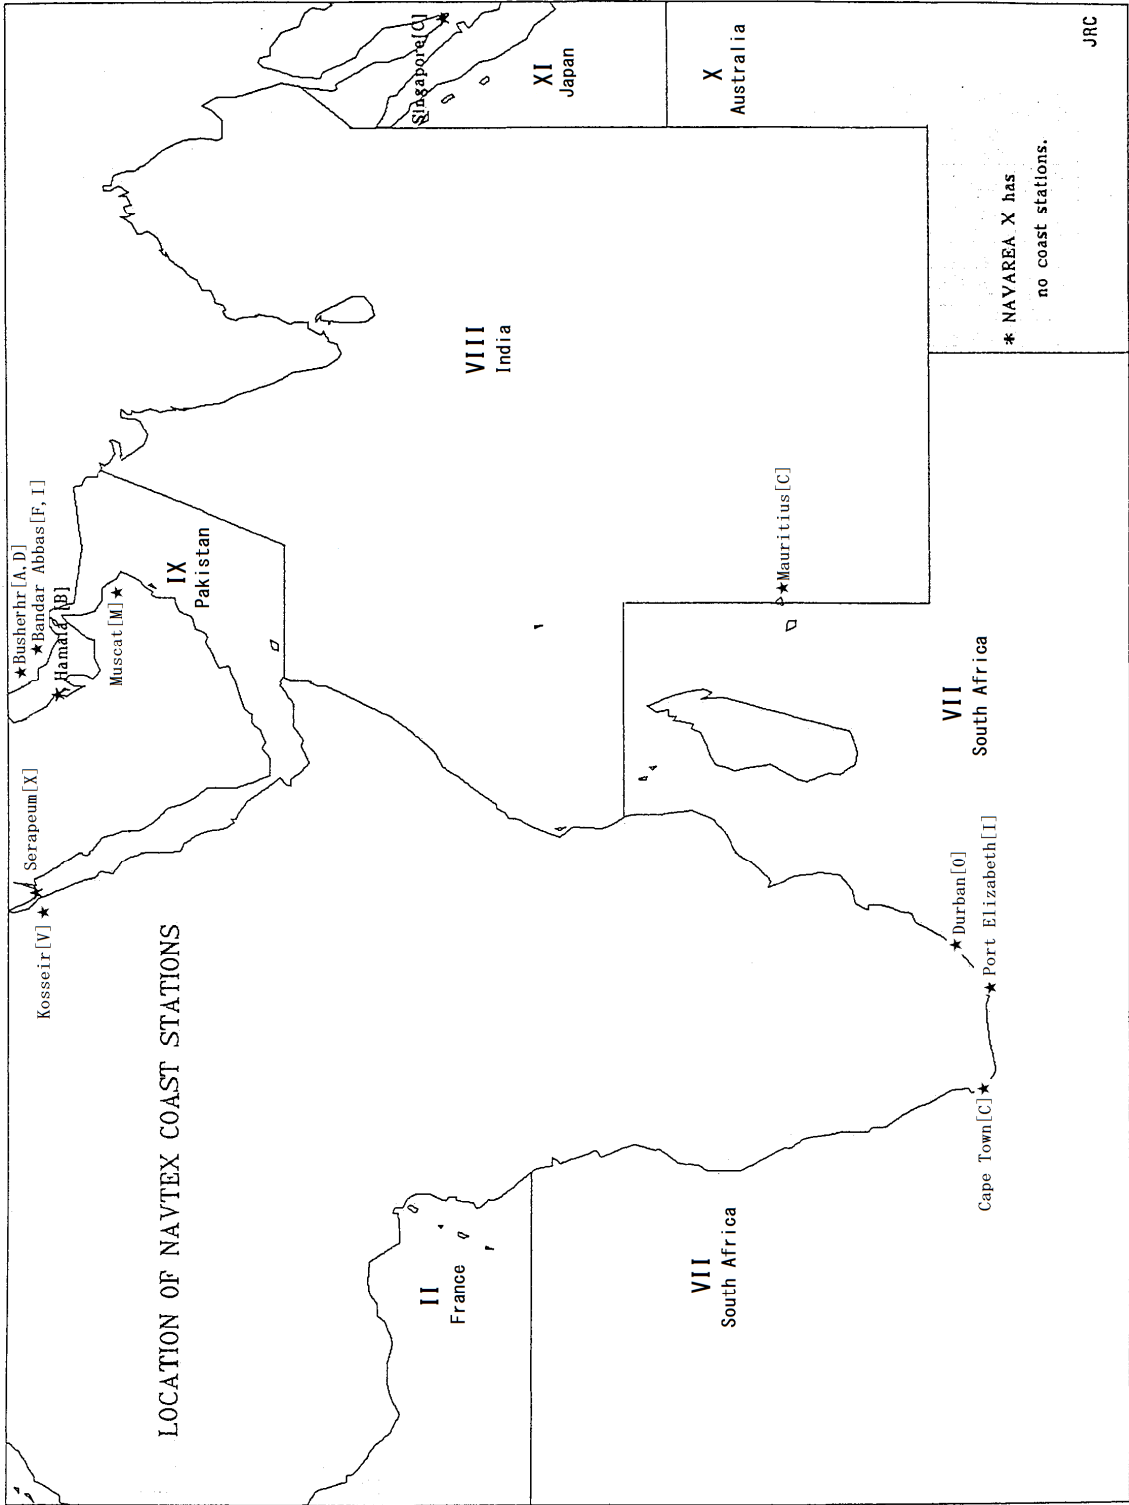 LOCATION OF NAVTEX COAST STATIONS
Kosseir[V]
Serapeum[X]
Busherhr[A,D]
Bandar Abbas[F,I]
Hamala [B]
Muscat[M]
IX
Pakistan
Singapore[C]
XI
Japan
X
Australia
JRC
VIII
India
* NAVAREA X has
no coast stations.
Mauritius[C]
II
France
VII
South Africa
VII
South Africa
Durban[O]
Port Elizabeth[I]
Cape Town[C]